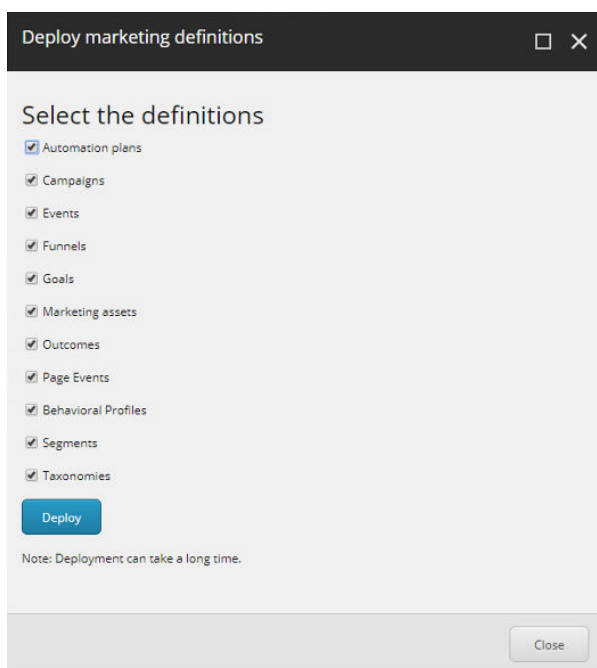 Deploy marketing definitions
Select the definitions
Automation plans
Campaigns
Events
Funnels
Goals
Marketing assets
Outcomes
Page Events
Behavioral Profiles
Segments
Taxonomies
Deploy
Note: Deployment can take a long time.
Close